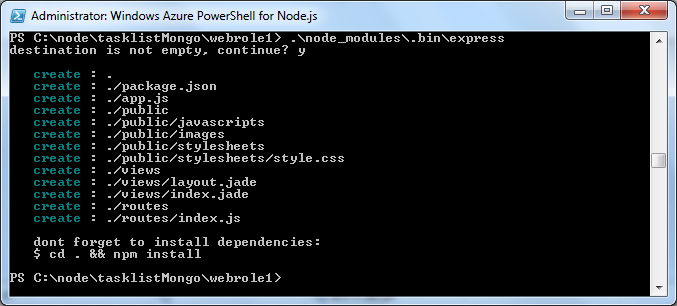 Administrator: Windows Azure PowerShell for Node.js
PS C:\node\tasklistMongo\webrole1> .\node_modules\.bin\express
destination is not empty, continue? y
create : .
create : ./package.json
create : ./app.js
create : ./public
create : ./public/javascripts
create : ./public/images
create : ./public/stylesheets
create : ./public/stylesheets/style.css
create : ./views
create : ./views/layout.jade
create : ./views/index.jade
create : ./routes
create : ./routes/index.js
dont forget to install dependencies:
$ cd . && npm install
PS C:\node\tasklistMongo\webrole1>